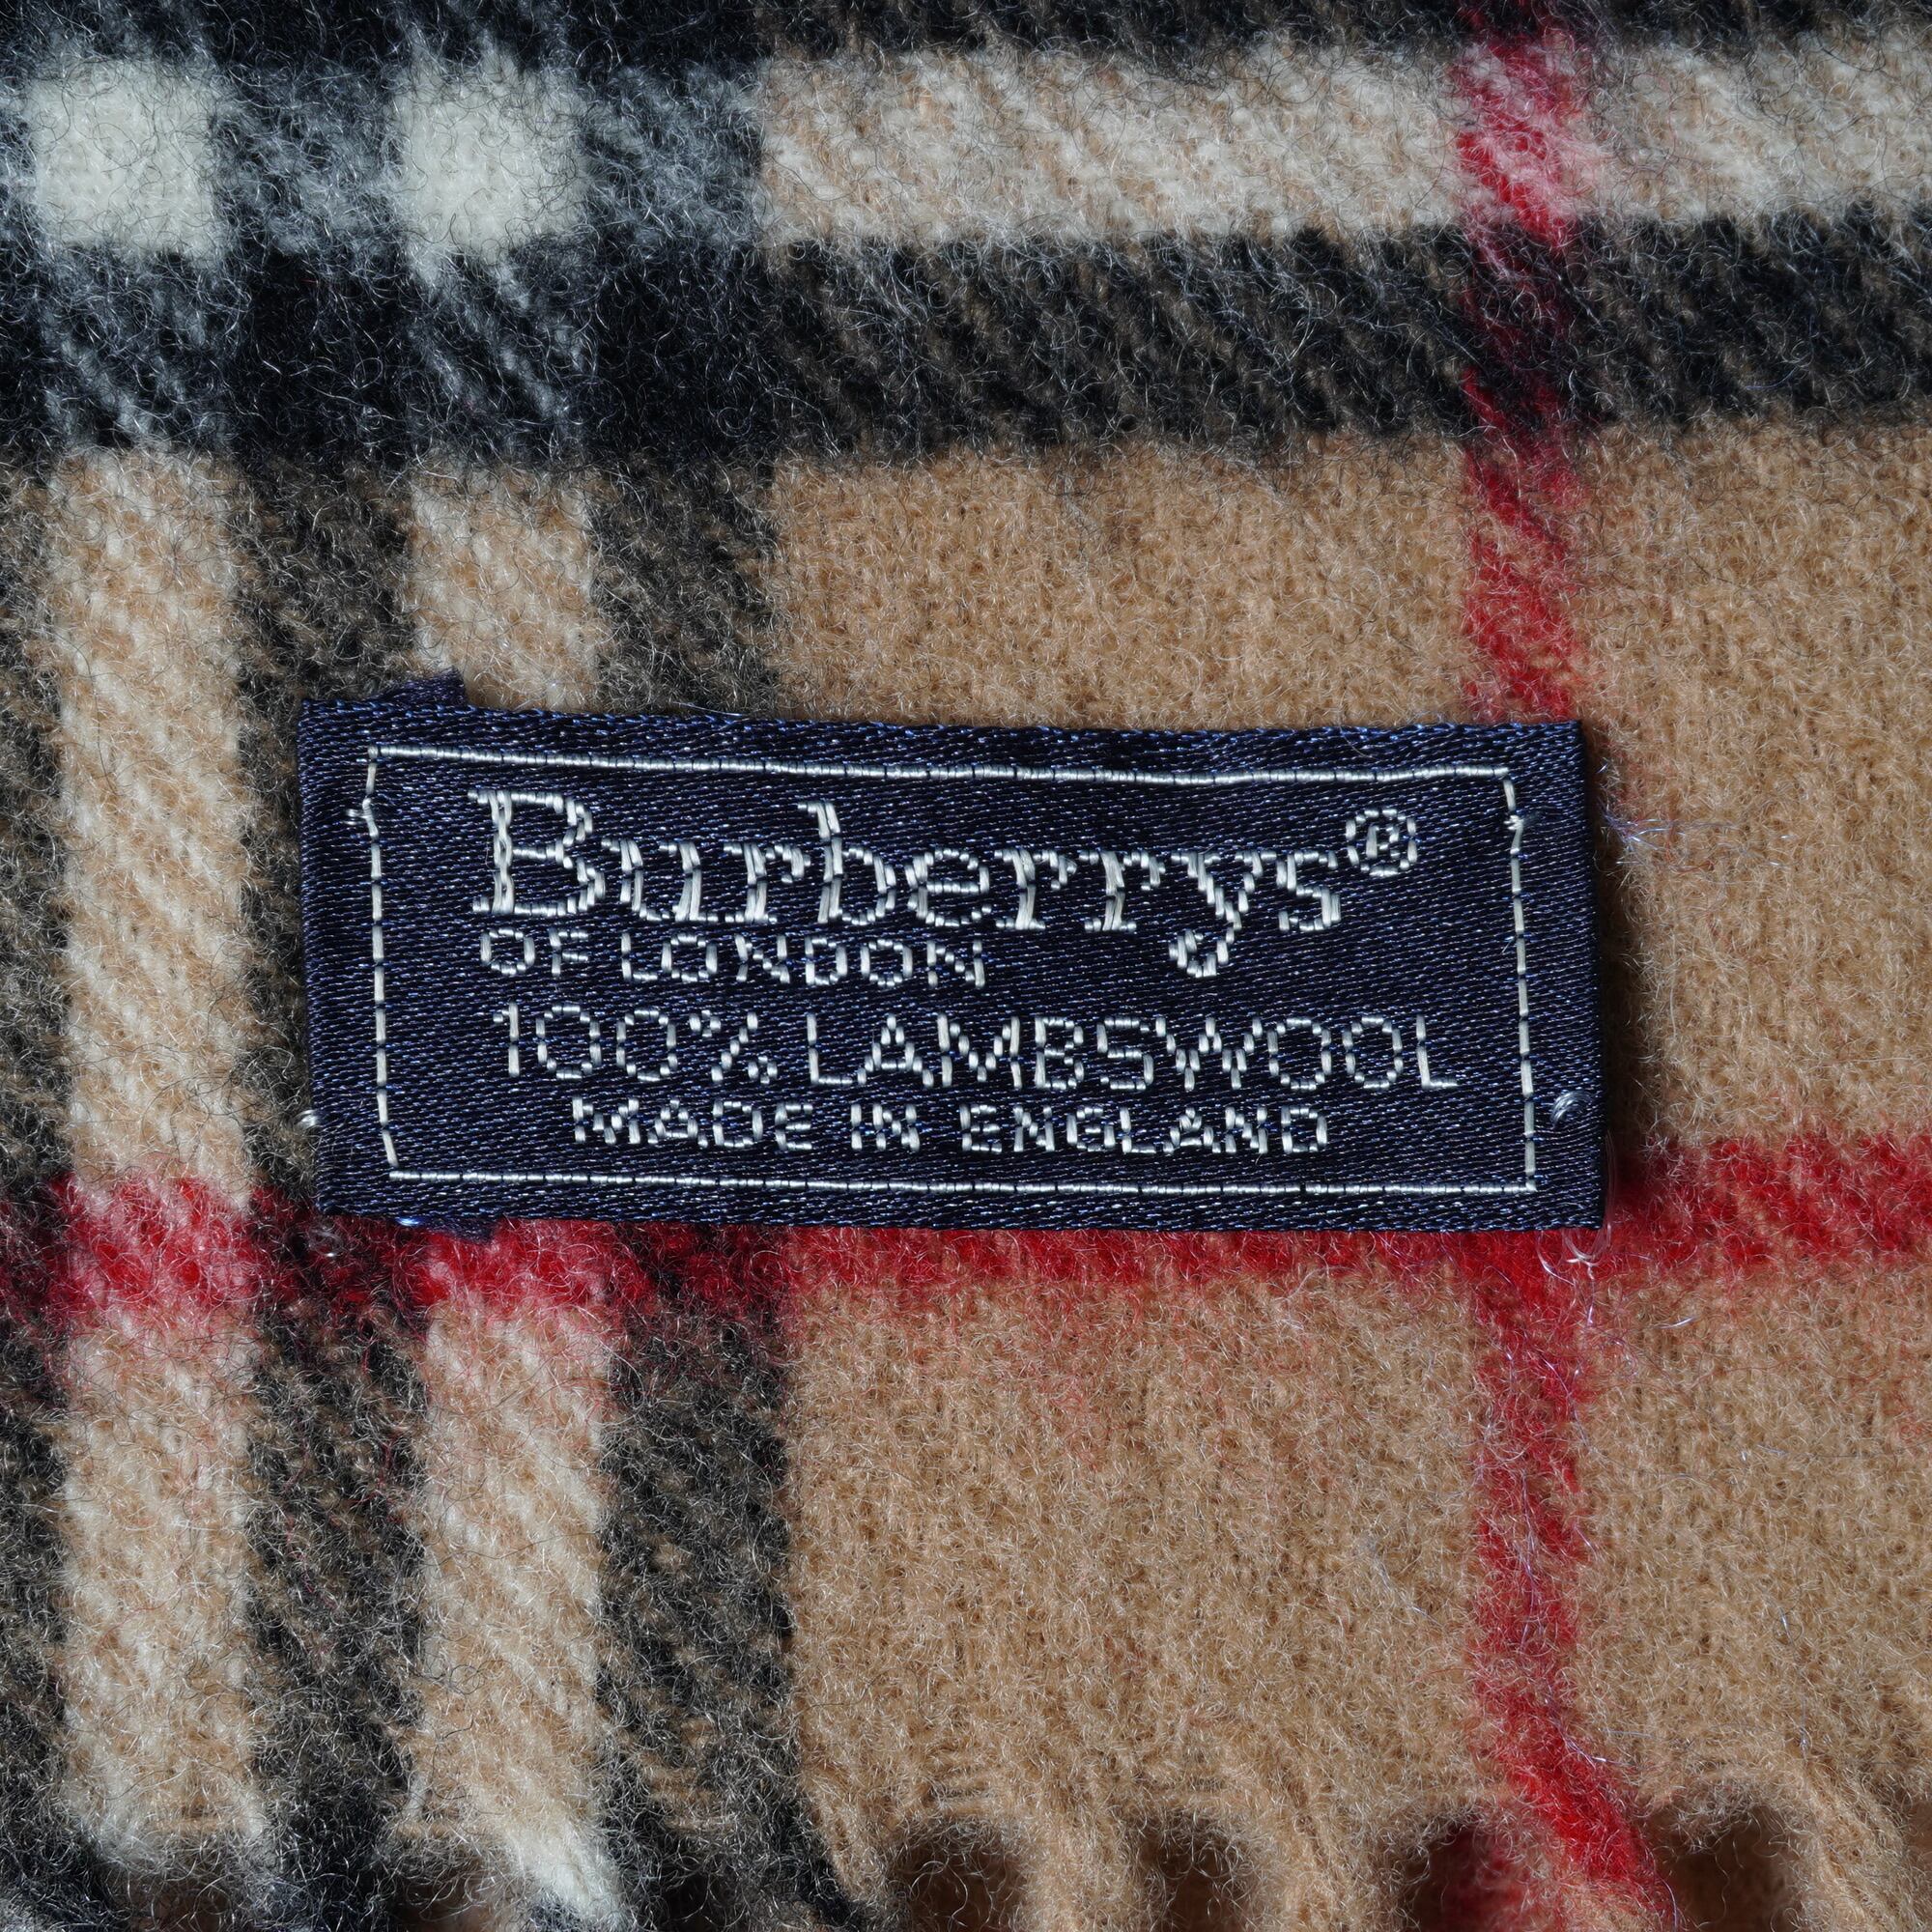 Burberrys®
OF LONDON
100% LAMBSWOOL
MADE IN ENGLAND